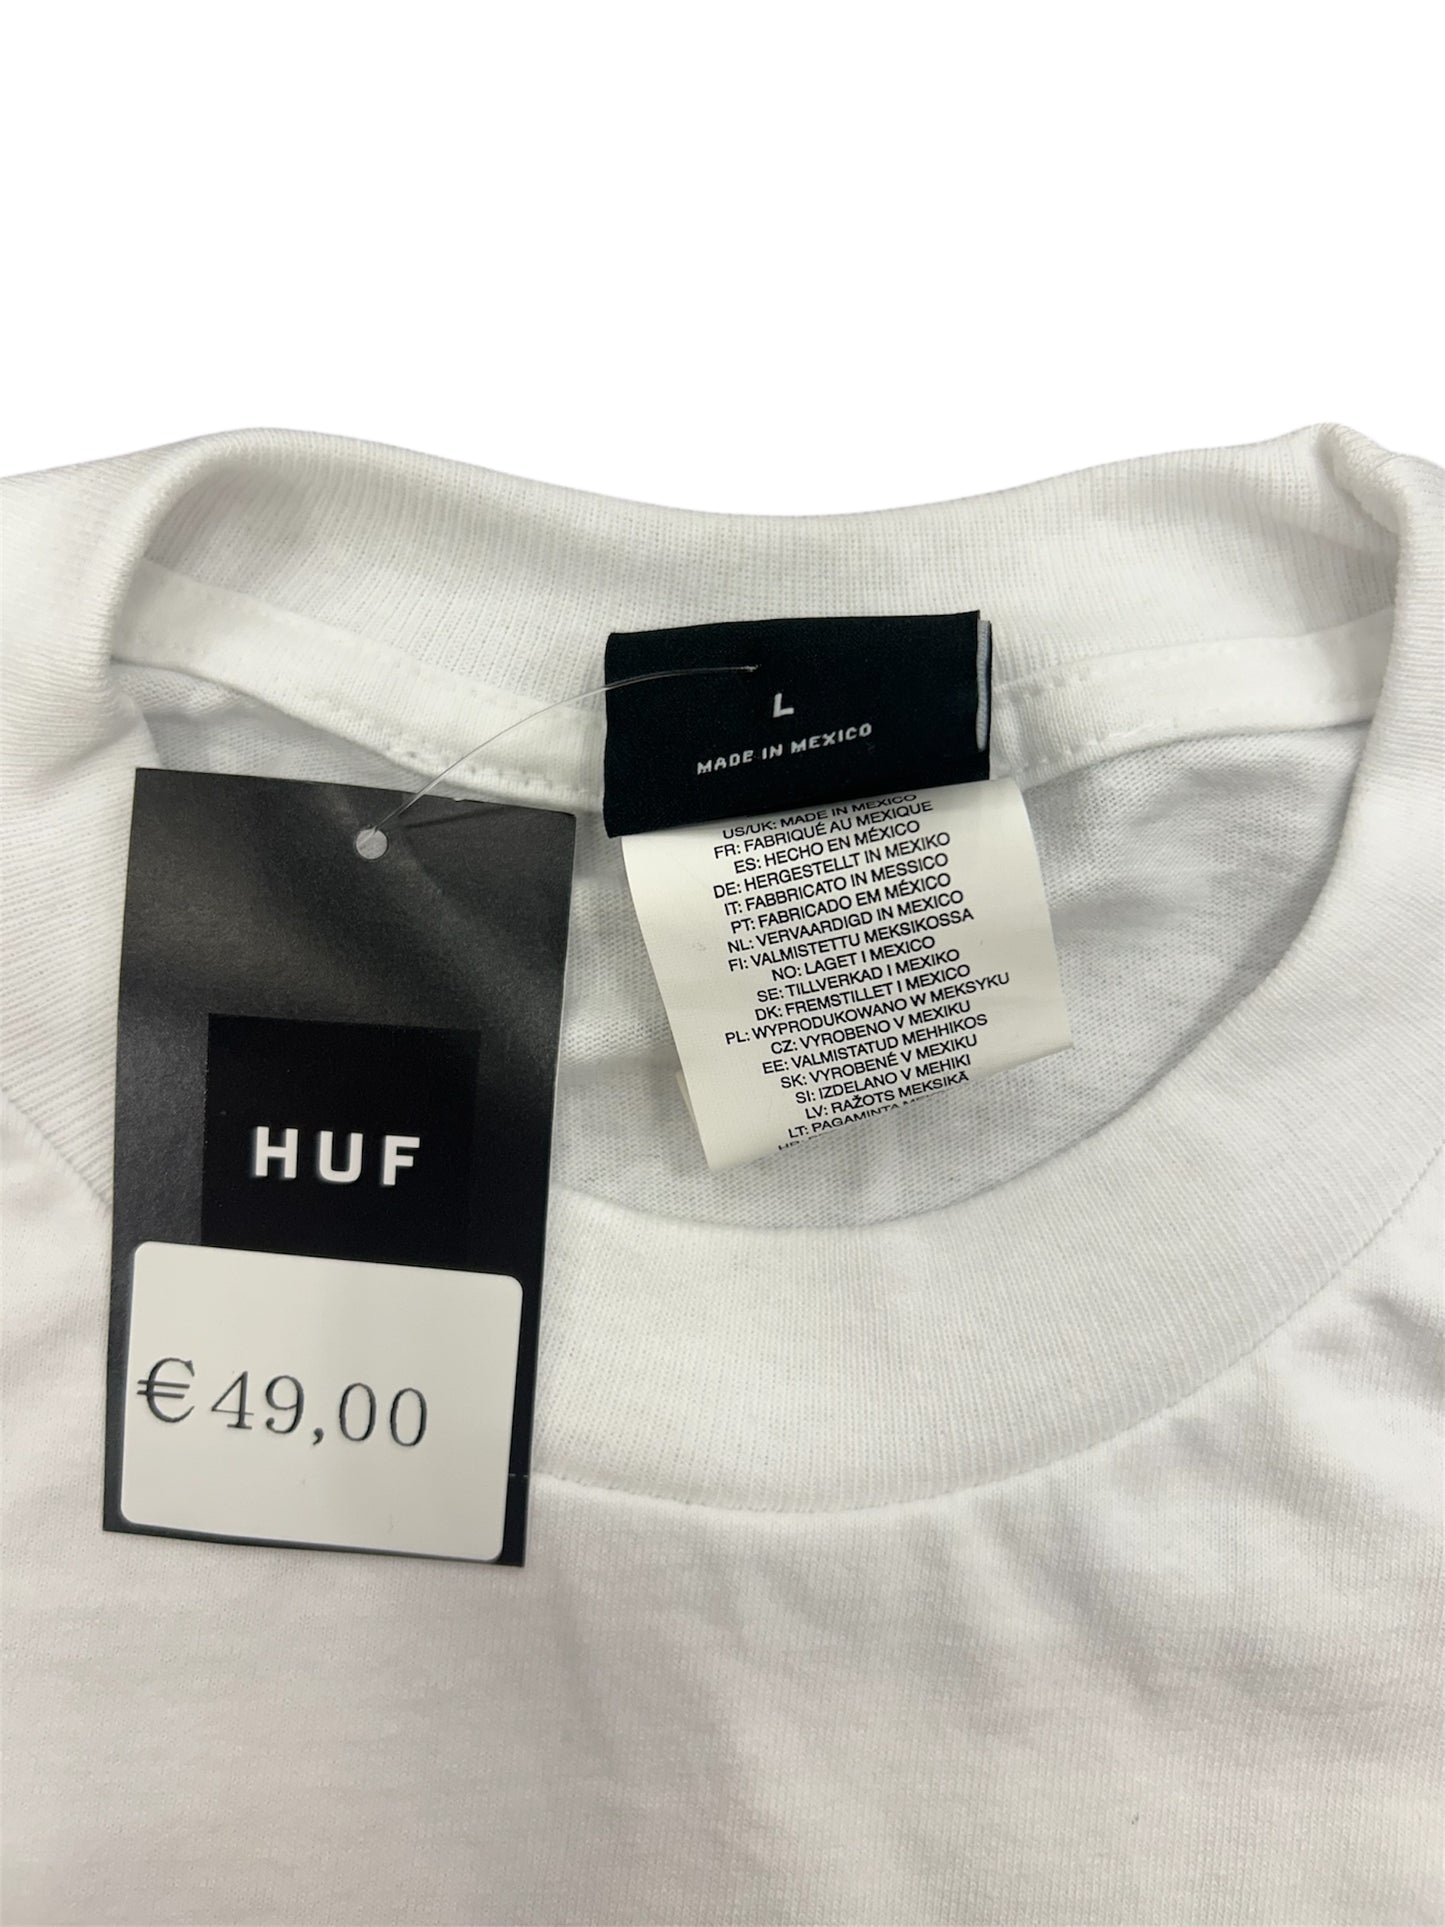 L
MADE IN MEXICO
US/UK: MADE IN MEXICO
FR: FABRIQUÉ AU MEXIQUE
ES: HECHO EN MÉXICO
DE: HERGESTELLT IN MEXIKO
IT: FABBRICATO IN MESSICO
PT: FABRICADO EM MÉXICO
NL: VERVAARDIGD IN MEXICO
FI: VALMISTETTU MEKSIKOSSA
NO: LAGET I MEXICO
SE: TILLVERKAD I MEXIKO
DK: FREMSTILLET I MEXICO
PL: WYPRODUKOWANO W MEKSYKU
CZ: VYROBENO V MEXIKU
EE: VALMISTATUD MEHHIKOS
SK: VYROBENÉ V MEXIKU
SI: IZDELANO V MEHIKI
LV: RAŽOTS MEKSIKĀ
LT: PAGAMINTA
HUF
€49,00